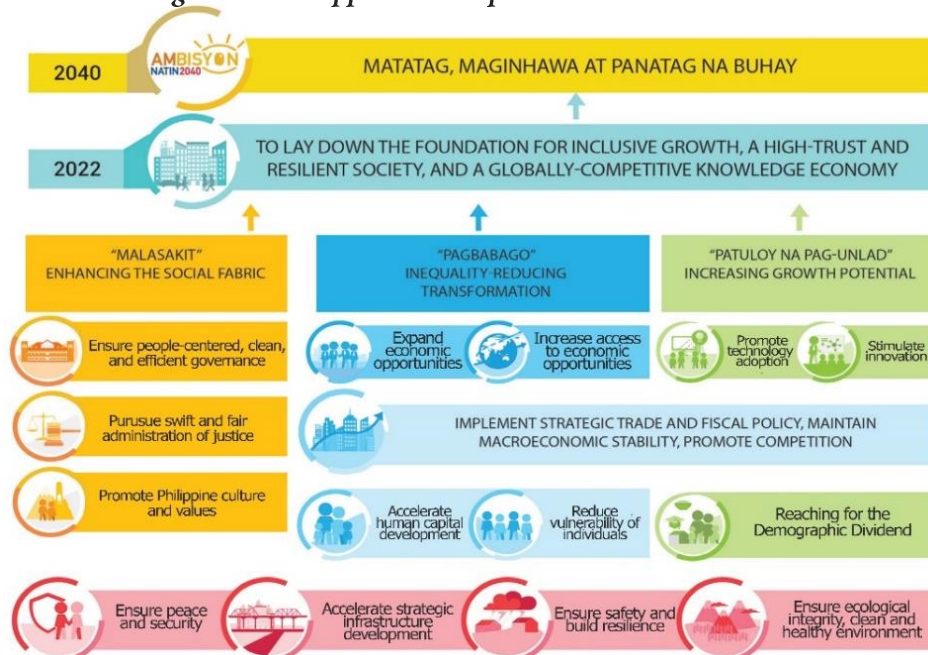 2040
AMBISYON
NATIN2040
MATATAG, MAGINHAWA AT PANATAG NA BUHAY
2022
TO LAY DOWN THE FOUNDATION FOR INCLUSIVE GROWTH, A HIGH-TRUST AND
RESILIENT SOCIETY, AND A GLOBALLY-COMPETITIVE KNOWLEDGE ECONOMY
"MALASAKIT"
ENHANCING THE SOCIAL FABRIC
"PAGBABAGO"
INEQUALITY-REDUCING
TRANSFORMATION
"PATULOY NA PAG-UNLAD"
INCREASING GROWTH POTENTIAL
Ensure people-centered, clean,
and efficient governance
Expand
economic
opportunities
Increase access
to economic
opportunities
Promote
technology
adoption
Stimulate
innovation
Purusue swift and fair
administration of justice
IMPLEMENT STRATEGIC TRADE AND FISCAL POLICY, MAINTAIN
MACROECONOMIC STABILITY, PROMOTE COMPETITION
Promote Philippine culture
and values
Accelerate
human capital
development
Reduce
vulnerability of
individuals
Reaching for the
Demographic Dividend
Ensure peace
and security
Accelerate strategic
infrastructure
development
Ensure safety and
build resilience
Ensure ecological
integrity, clean and
healthy environment